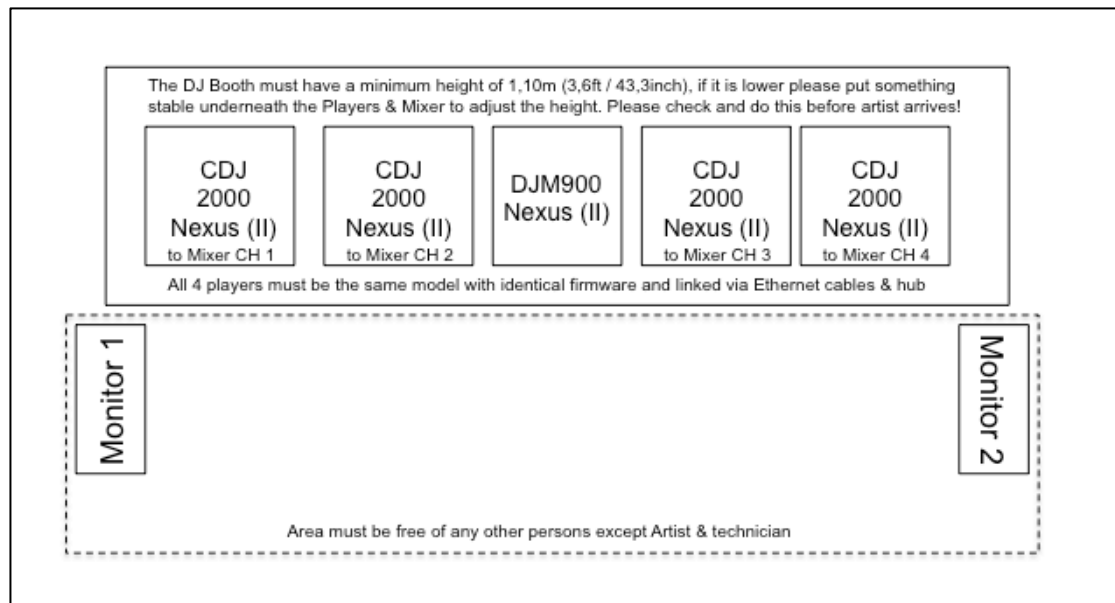 The DJ Booth must have a minimum height of 1,10m (3,6ft / 43,3inch), if it is lower please put something
stable underneath the Players & Mixer to adjust the height. Please check and do this before artist arrives!
CDJ
2000
Nexus (II)
to Mixer CH 1
CDJ
2000
Nexus (II)
to Mixer CH 2
DJM900
Nexus (II)
CDJ
2000
Nexus (II)
to Mixer CH 3
CDJ
2000
Nexus (II)
to Mixer CH 4
All 4 players must be the same model with identical firmware and linked via Ethernet cables & hub
Monitor 1
Monitor 2
Area must be free of any other persons except Artist & technician